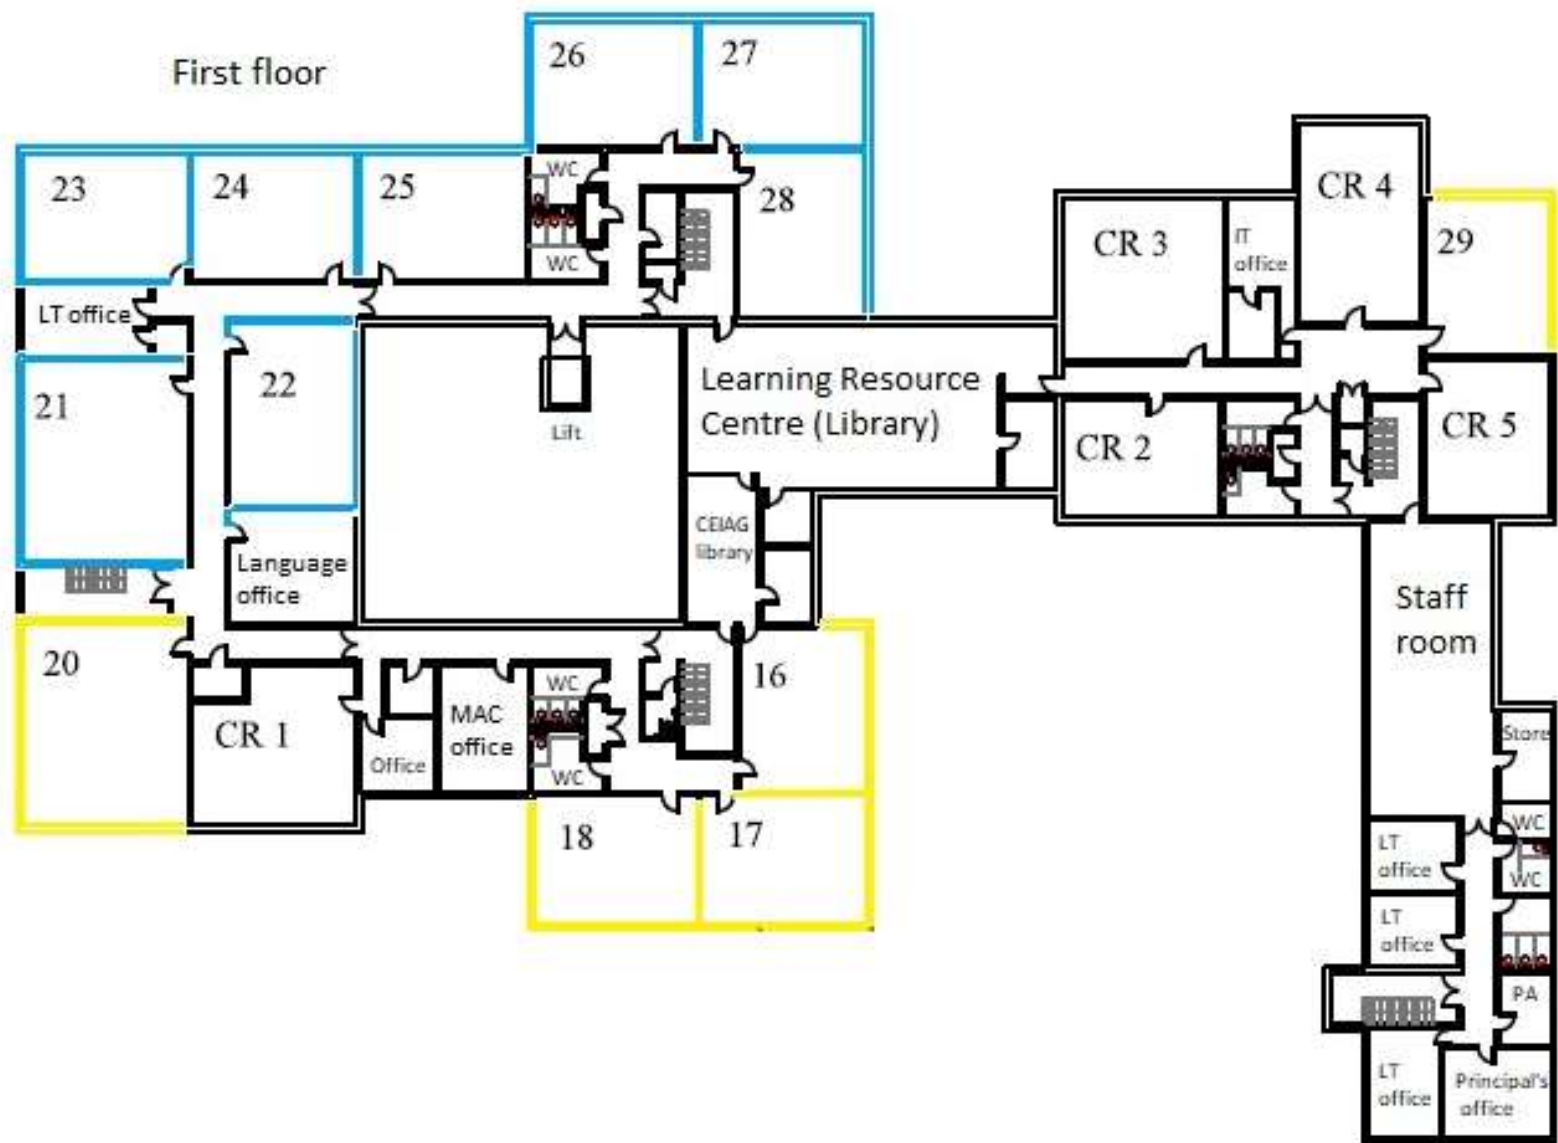 First floor
26
27
23
24
25
WC
WC
28
LT office
21
22
Lift
Learning Resource
Centre (Library)
CEIAG
library
Language
office
20
CR 1
Office
MAC
office
WC
WC
16
18
17
CR 3
IT
office
CR 4
29
CR 2
CR 5
Staff
room
Store
WC
WC
LT
office
LT
office
PA
LT
office
Principal's
office